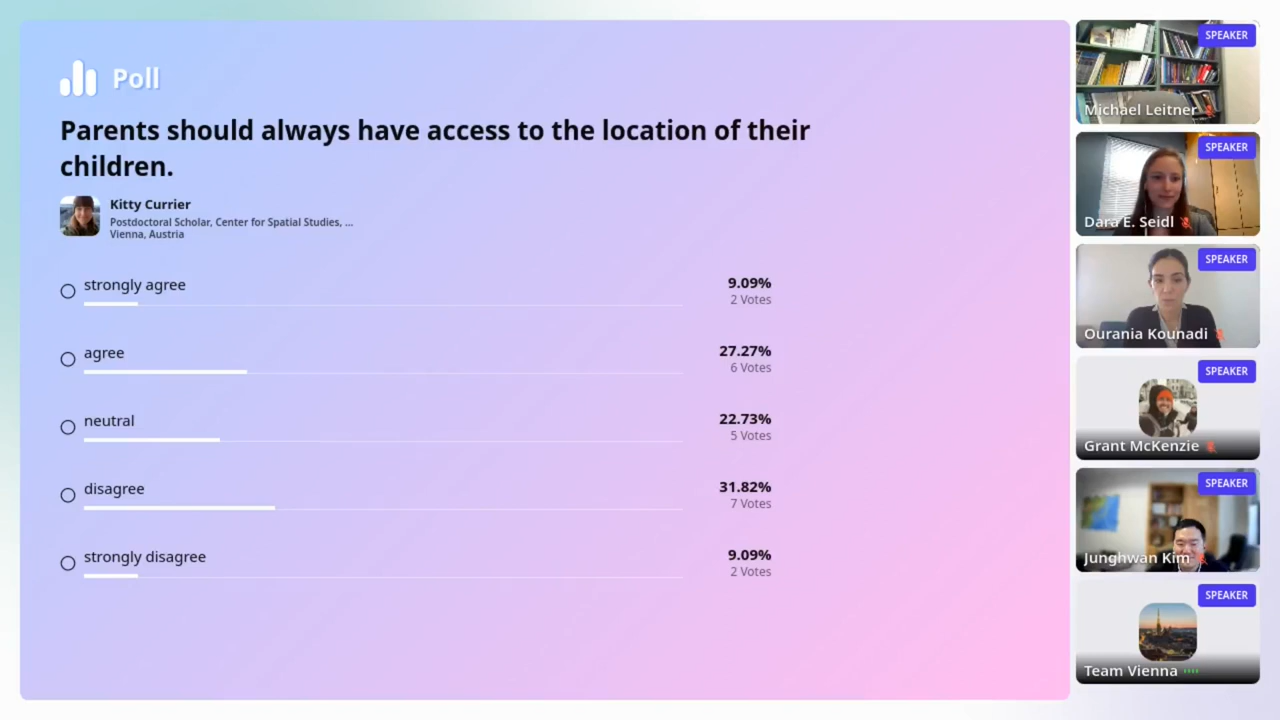 Poll
Parents should always have access to the location of their
children.
Kitty Currier
Postdoctoral Scholar, Center for Spatial Studies, ...
Vienna, Austria
strongly agree
9.09%
2 Votes
agree
27.27%
6 Votes
neutral
22.73%
5 Votes
disagree
31.82%
7 Votes
strongly disagree
9.09%
2 Votes
SPEAKER
Michael Leitner
SPEAKER
Dara E. Seidl
SPEAKER
Ourania Kounadi
SPEAKER
Grant McKenzie
SPEAKER
Junghwan Kim
SPEAKER
Team Vienna